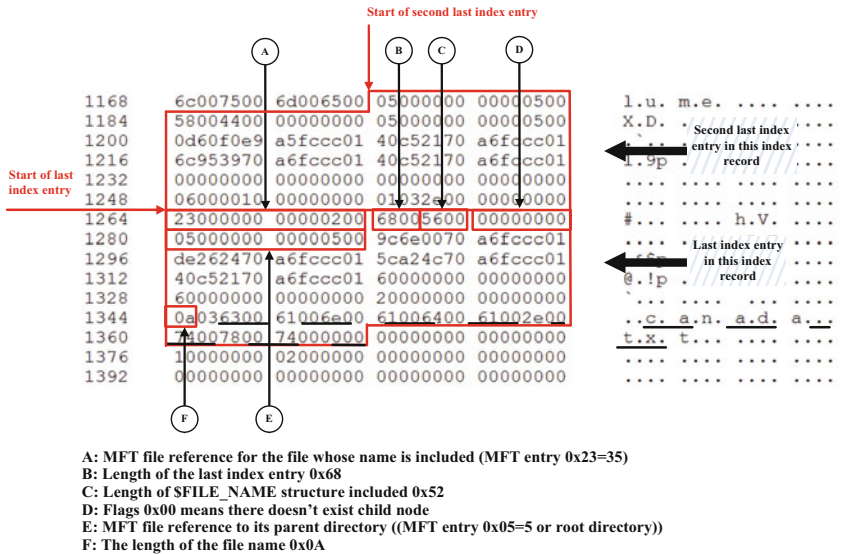 Start of second last index entry
A B C D
1168 6c007500 6d006500 05000000 00000500 l.u. m.e. .... ....
1184 58004400 00000000 00000000 00000500 X.D. .... .... ....
1200 0d60f0e9 a5fccc01 40c52170 a6fccc01
Second last index entry in this index record
1216 6c953970 a6fccc01 40c52170 a6fccc01 l.9p
1232 00000000 00000000 00000000 00000000 .... .... .... ....
Start of last index entry
1248 06000010 00000000 01032e00 00000000 .... .... .... ....
1264 23000000 00000200 68005600 00000000 #... .... h.V. ....
1280 05000000 00000500 9c6e0070 a6fccc01
Last index entry in this index record
1296 de262470 a6fccc01 5ca24c70 a6fccc01
1312 40c52170 a6fccc01 60000000 00000000 @.!p
1328 60000000 00000000 20000000 00000000 `... .... ... ....
1344 0a036300 61006e00 61006400 61002e00 ..c. a.n. a.d. a...
1360 74007800 74000000 00000000 00000000 t.x. t... .... ....
1376 10000000 02000000 00000000 00000000 .... .... .... ....
1392 00000000 00000000 00000000 00000000 .... .... .... ....
F E
A: MFT file reference for the file whose name is included (MFT entry 0x23=35)
B: Length of the last index entry 0x68
C: Length of $FILE_NAME structure included 0x52
D: Flags 0x00 means there doesn't exist child node
E: MFT file reference to its parent directory ((MFT entry 0x05=5 or root directory))
F: The length of the file name 0x0A